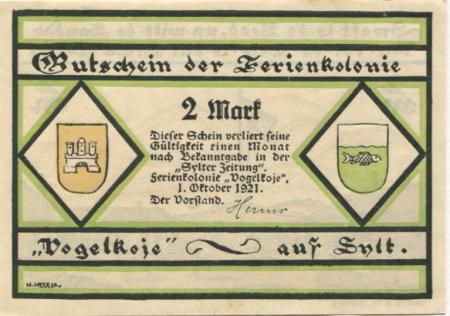 Gutschein der Ferienkolonie
2 Mark
Dieser Schein verliert seine
Gültigkeit einen Monat
nach Bekanntgabe in der
„Sylter Zeitung“.
Ferienkolonie „Vogelkoje“,
1. Oktober 1921.
Der Vorstand.
„Vogelkoje“ auf Sylt.